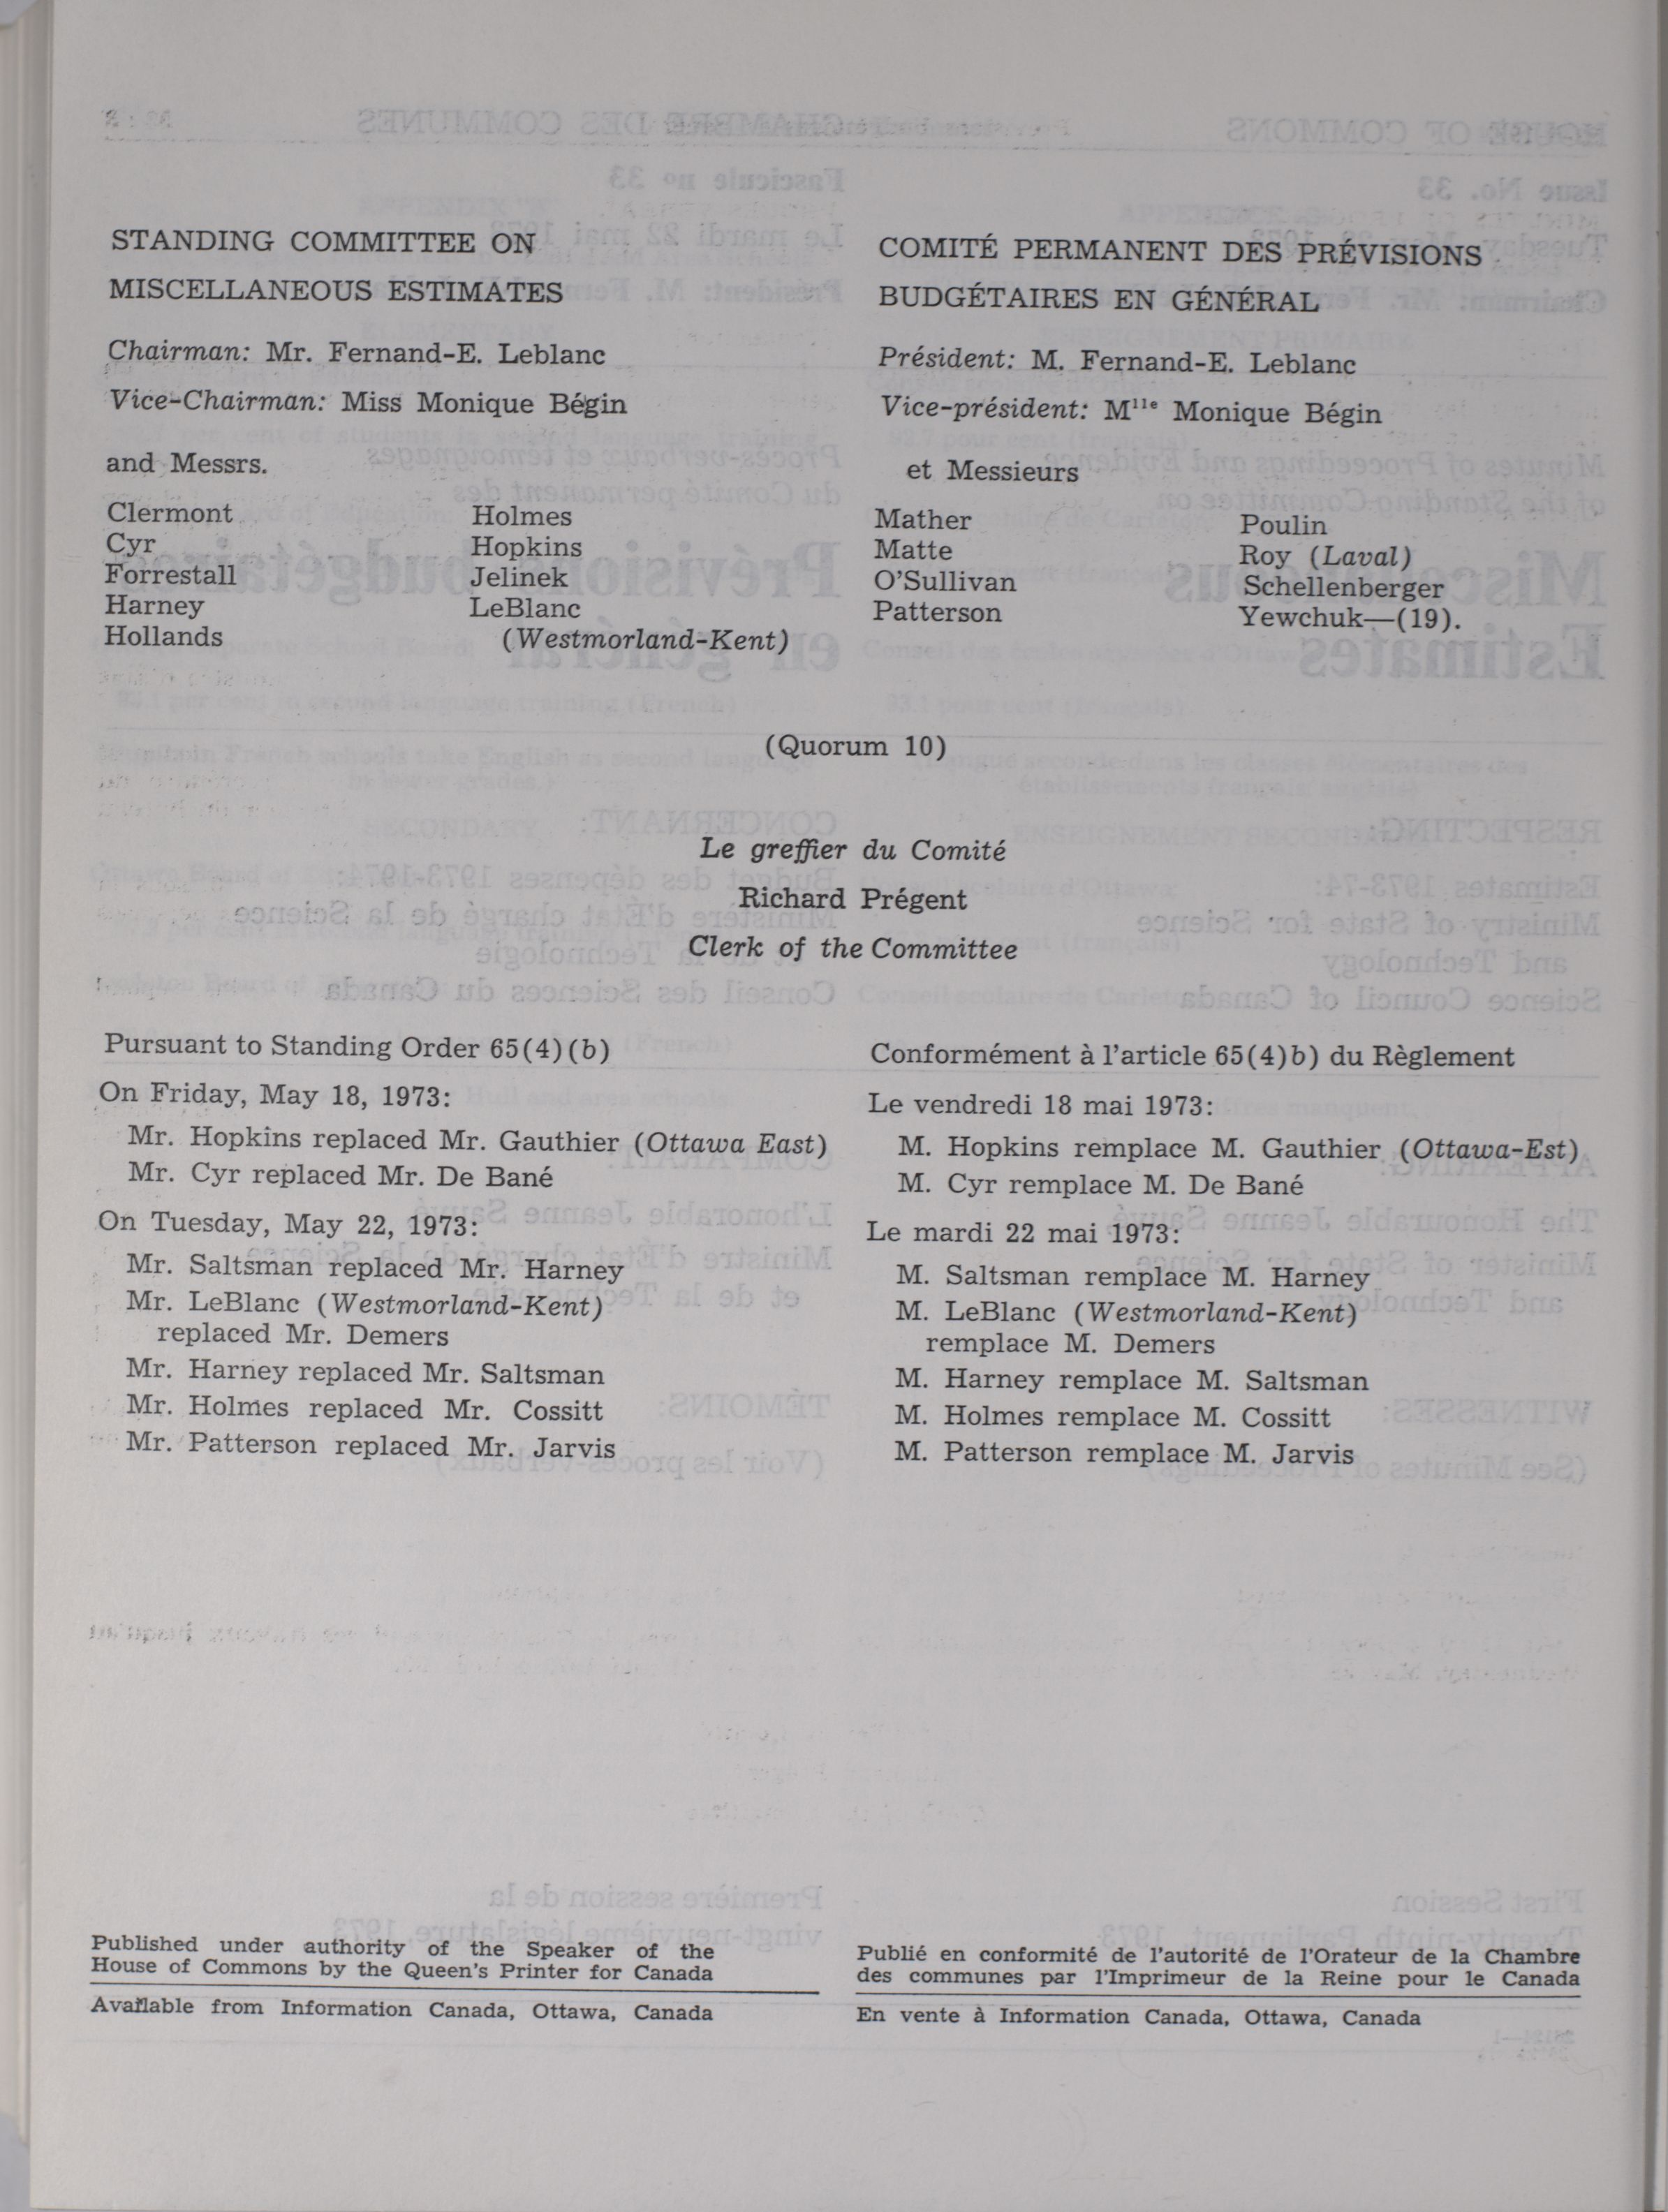 STANDING COMMITTEE ON
MISCELLANEOUS ESTIMATES
Chairman: Mr. Fernand-E. Leblanc
Vice-Chairman: Miss Monique Bégin
and Messrs.
Clermont
Cyr
Forrestall
Harney
Hollands
Holmes
Hopkins
Jelinek
LeBlanc
(Westmorland-Kent)
COMITÉ PERMANENT DES PRÉVISIONS
BUDGÉTAIRES EN GÉNÉRAL
Président: M. Fernand-E. Leblanc
Vice-président: Mlle Monique Bégin
et Messieurs
Mather
Matte
O'Sullivan
Patterson
Poulin
Roy (Laval)
Schellenberger
Yewchuk—(19).
(Quorum 10)
Le greffier du Comité
Richard Prégent
Clerk of the Committee
Pursuant to Standing Order 65(4)(b)
On Friday, May 18, 1973:
Mr. Hopkins replaced Mr. Gauthier (Ottawa East)
Mr. Cyr replaced Mr. De Bané
On Tuesday, May 22, 1973:
Mr. Saltsman replaced Mr. Harney
Mr. LeBlanc (Westmorland-Kent)
replaced Mr. Demers
Mr. Harney replaced Mr. Saltsman
Mr. Holmes replaced Mr. Cossitt
Mr. Patterson replaced Mr. Jarvis
Conformément à l'article 65(4)b) du Règlement
Le vendredi 18 mai 1973:
M. Hopkins remplace M. Gauthier (Ottawa-Est)
M. Cyr remplace M. De Bané
Le mardi 22 mai 1973:
M. Saltsman remplace M. Harney
M. LeBlanc (Westmorland-Kent)
remplace M. Demers
M. Harney remplace M. Saltsman
M. Holmes remplace M. Cossitt
M. Patterson remplace M. Jarvis
Published under authority of the Speaker of the
House of Commons by the Queen's Printer for Canada
Available from Information Canada, Ottawa, Canada
Publié en conformité de l'autorité de l'Orateur de la Chambre
des communes par l'Imprimeur de la Reine pour le Canada
En vente à Information Canada, Ottawa, Canada